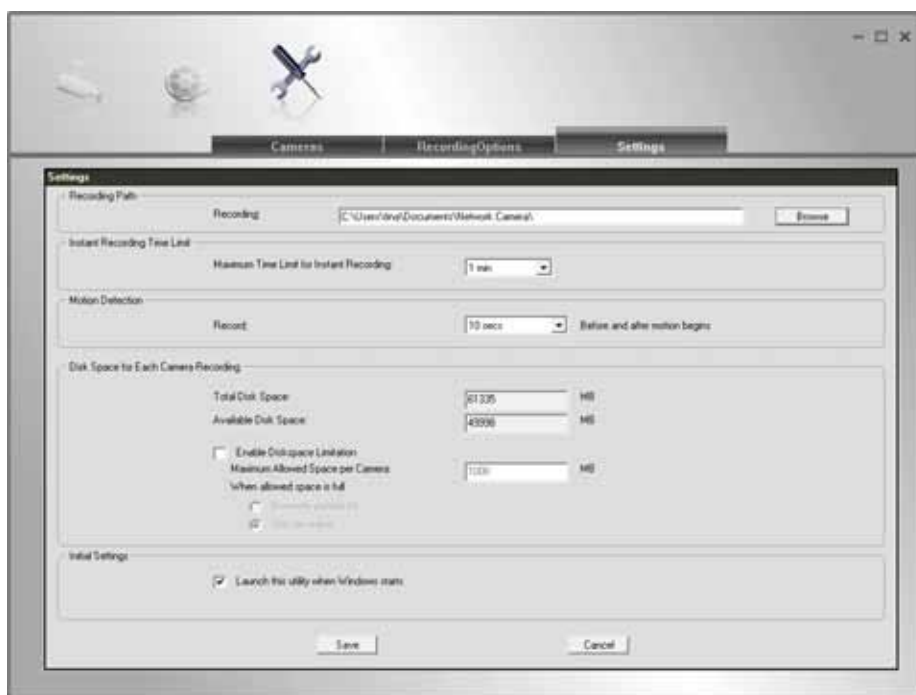 Cameras RecordingOptions Settings
Settings
Recording Path
Recording: C:\Users\tina\Documents\Network Camera\ Browse
Instant Recording Time Limit
Maximum Time Limit for Instant Recording: 1 min
Motion Detection
Record: 10 secs Before and after motion begins
Disk Space for Each Camera Recording
Total Disk Space: 61335 MB
Available Disk Space: 49998 MB
Enable Diskspace Limitation
Maximum Allowed Space per Camera MB
When allowed space is full
Initial Settings
Launch this utility when Windows starts
Save Cancel